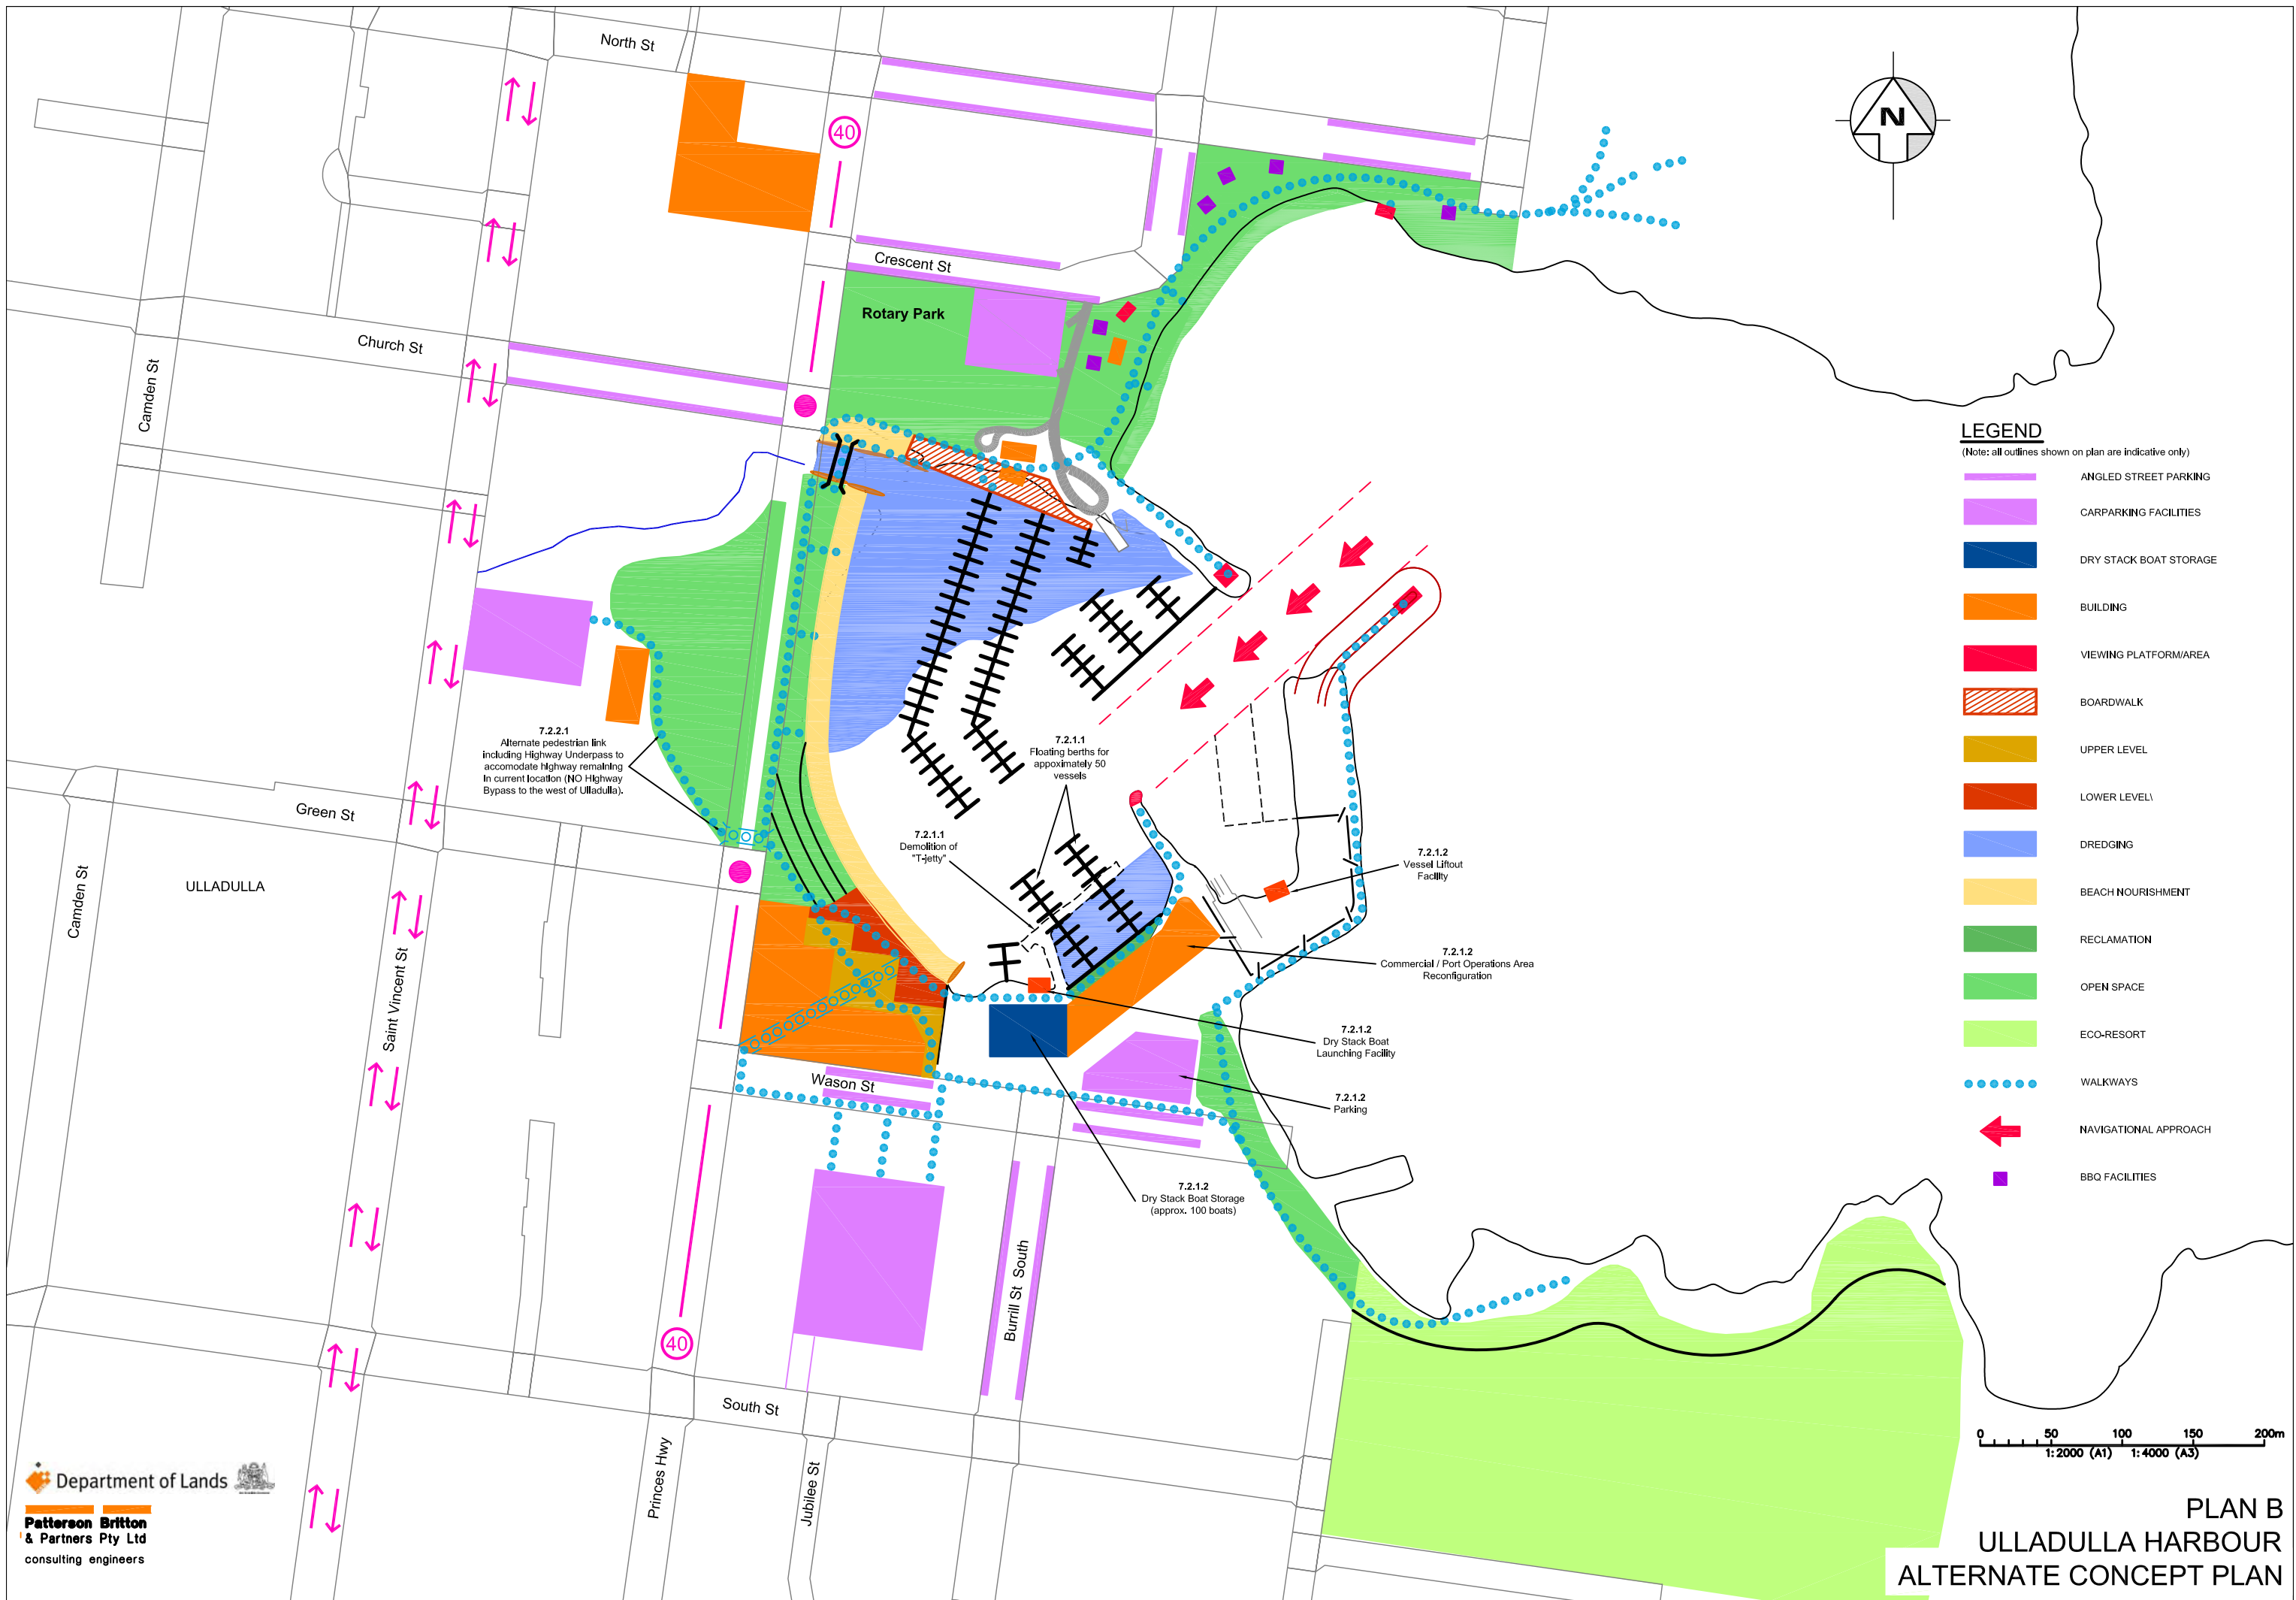 North St
40
N
Crescent St
Rotary Park
Church St
Camden St
LEGEND
(Note: all outlines shown on plan are indicative only)
ANGLED STREET PARKING
CARPARKING FACILITIES
DRY STACK BOAT STORAGE
BUILDING
VIEWING PLATFORM/AREA
BOARDWALK
UPPER LEVEL
LOWER LEVEL\
DREDGING
BEACH NOURISHMENT
RECLAMATION
OPEN SPACE
ECO-RESORT
WALKWAYS
NAVIGATIONAL APPROACH
BBQ FACILITIES
7.2.2.1
Alternate pedestrian link
including Highway Underpass to
accomodate highway remaining
in current location (NO Highway
Bypass to the west of Ulladulla).
7.2.1.1
Floating berths for
appoximately 50
vessels
Green St
7.2.1.1
Demolition of
"T-jetty"
7.2.1.2
Vessel Liftout
Facility
ULLADULLA
Camden St
Saint Vincent St
7.2.1.2
Commercial / Port Operations Area
Reconfiguration
7.2.1.2
Dry Stack Boat
Launching Facility
Wason St
7.2.1.2
Parking
7.2.1.2
Dry Stack Boat Storage
(approx. 100 boats)
Burrill St South
40
South St
Princes Hwy
Jubilee St
0 50 100 150 200m
1:2000 (A1) 1:4000 (A3)
Department of Lands
Patterson Britton
& Partners Pty Ltd
consulting engineers
PLAN B
ULLADULLA HARBOUR
ALTERNATE CONCEPT PLAN